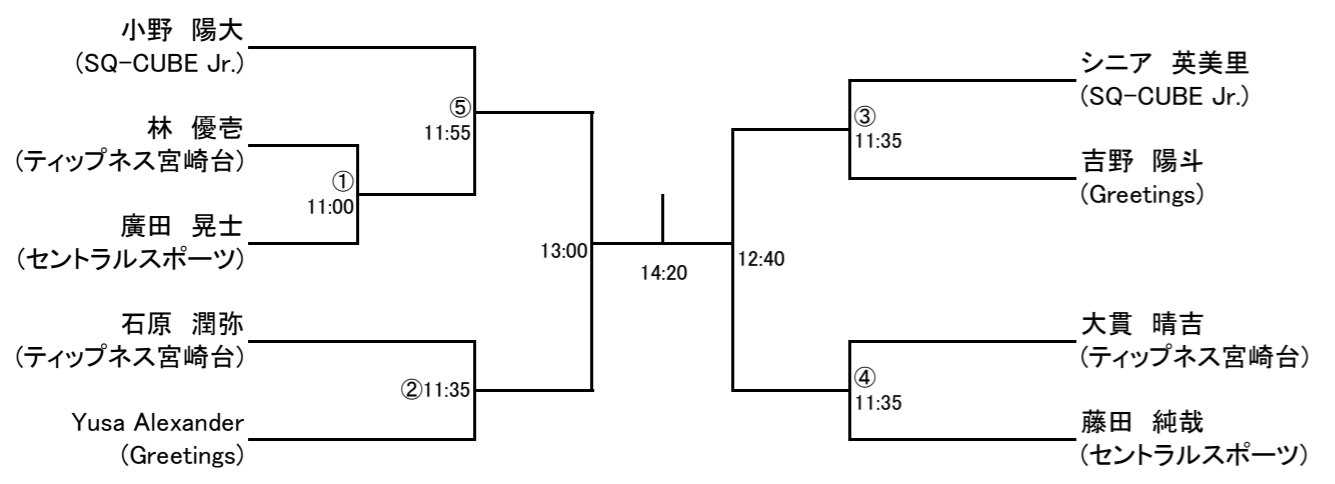 小野　陽大
(SQ-CUBE Jr.)
林　優壱
(ティップネス宮崎台)
廣田　晃士
(セントラルスポーツ)
石原　潤弥
(ティップネス宮崎台)
Yusa Alexander
(Greetings)
①
11:00
⑤
11:55
②11:35
13:00
14:20
12:40
③
11:35
④
11:35
シニア　英美里
(SQ-CUBE Jr.)
吉野　陽斗
(Greetings)
大貫　晴吉
(ティップネス宮崎台)
藤田　純哉
(セントラルスポーツ)